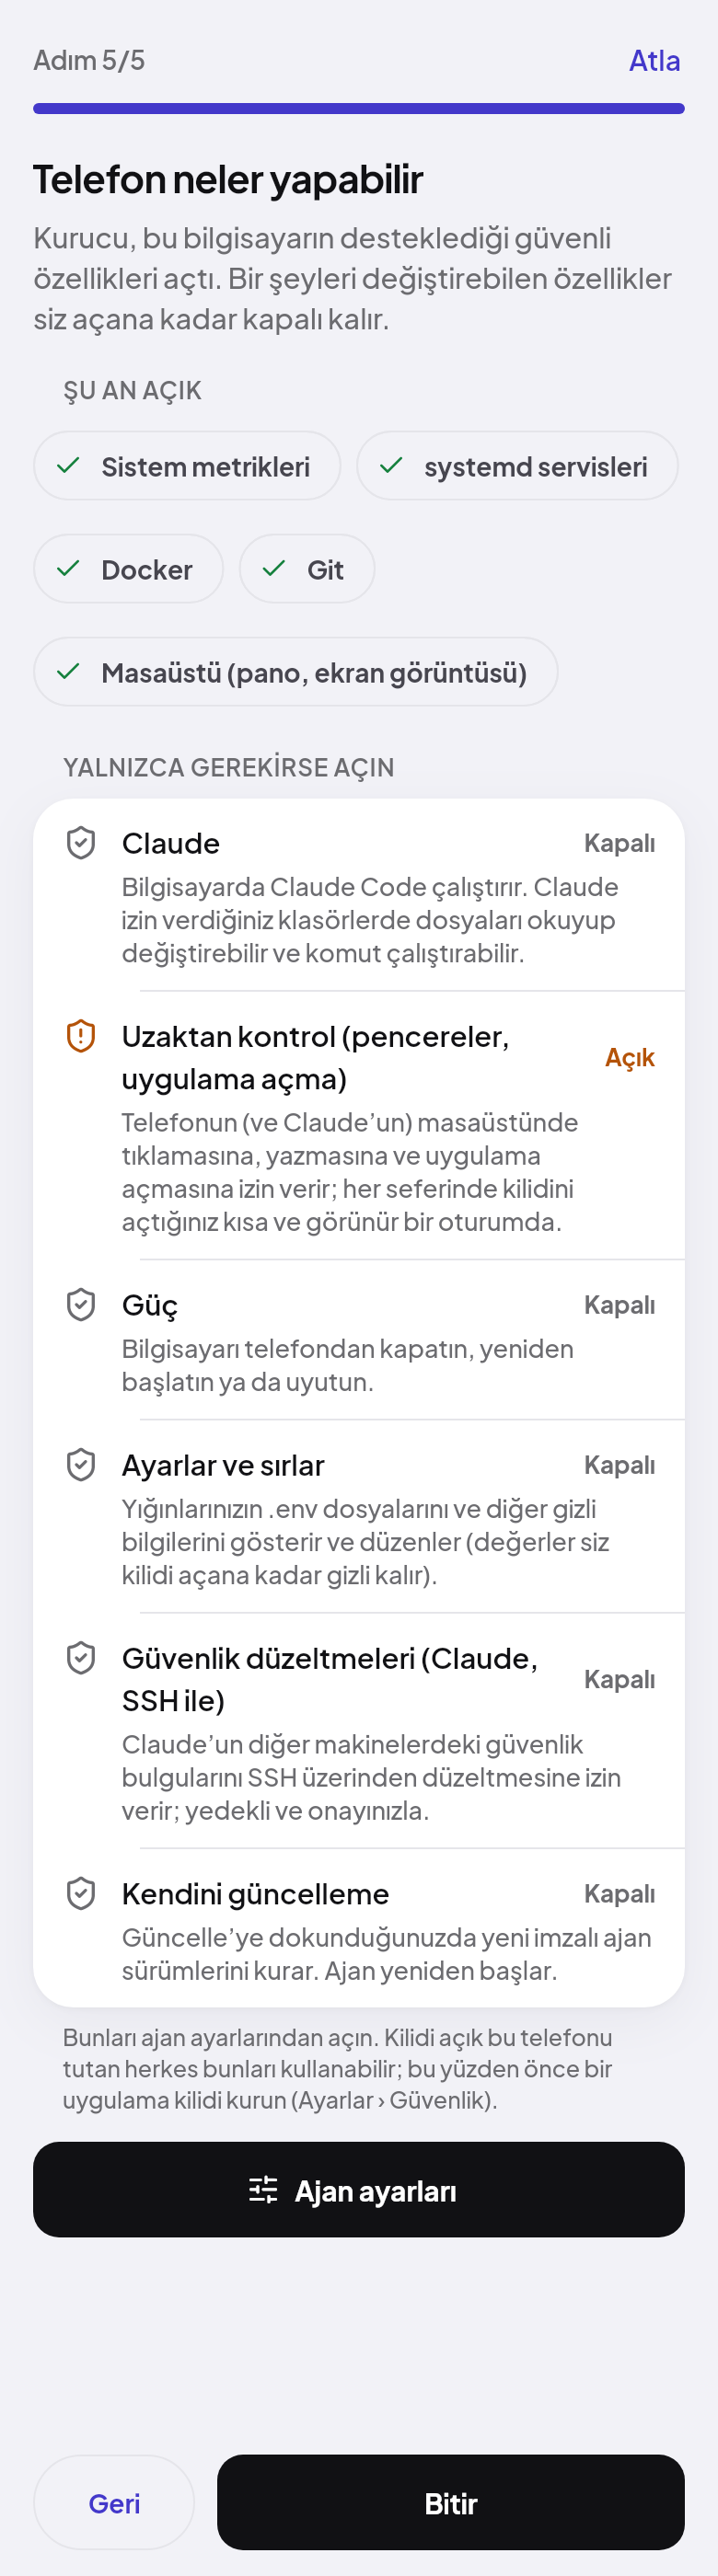 Adım 5/5
Atla
Telefon neler yapabilir
Kurucu, bu bilgisayarın desteklediği güvenli
özellikleri açtı. Bir şeyleri değiştirebilen özellikler
siz açana kadar kapalı kalır.
ŞU AN AÇIK
Sistem metrikleri
systemd servisleri
Docker
Git
Masaüstü (pano, ekran görüntüsü)
YALNIZCA GEREKİRSE AÇIN
Claude
Kapalı
Bilgisayarda Claude Code çalıştırır. Claude
izin verdiğiniz klasörlerde dosyaları okuyup
değiştirebilir ve komut çalıştırabilir.
Uzaktan kontrol (pencereler,
uygulama açma)
Açık
Telefonun (ve Claude’un) masaüstünde
tıklamasına, yazmasına ve uygulama
açmasına izin verir; her seferinde kilidini
açtığınız kısa ve görünür bir oturumda.
Güç
Kapalı
Bilgisayarı telefondan kapatın, yeniden
başlatın ya da uyutun.
Ayarlar ve sırlar
Kapalı
Yığınlarınızın .env dosyalarını ve diğer gizli
bilgilerini gösterir ve düzenler (değerler siz
kilidi açana kadar gizli kalır).
Güvenlik düzeltmeleri (Claude,
SSH ile)
Kapalı
Claude’un diğer makinelerdeki güvenlik
bulgularını SSH üzerinden düzeltmesine izin
verir; yedekli ve onayınızla.
Kendini güncelleme
Kapalı
Güncelle’ye dokunduğunuzda yeni imzalı ajan
sürümlerini kurar. Ajan yeniden başlar.
Bunları ajan ayarlarından açın. Kilidi açık bu telefonu
tutan herkes bunları kullanabilir; bu yüzden önce bir
uygulama kilidi kurun (Ayarlar › Güvenlik).
Ajan ayarları
Geri
Bitir